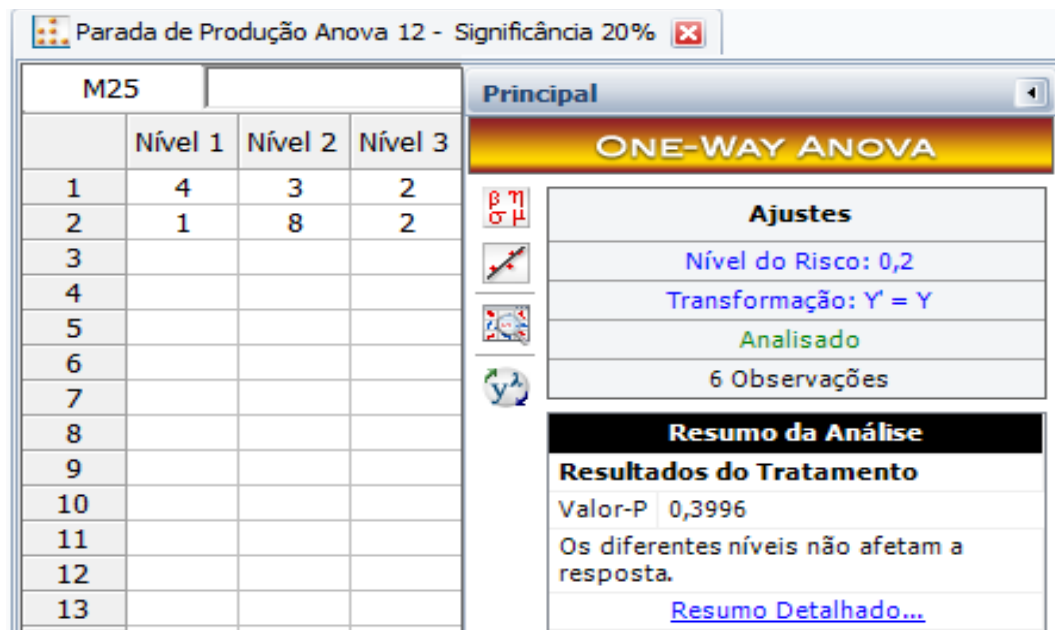 Parada de Produção Anova 12 - Significância 20%
M25
Principal
Nível 1 Nível 2 Nível 3
ONE-WAY ANOVA
1 4 3 2
2 1 8 2
3
4
5
6
7
8
9
10
11
12
13
β η
σ μ
yλ
Ajustes
Nível do Risco: 0,2
Transformação: Y' = Y
Analisado
6 Observações
Resumo da Análise
Resultados do Tratamento
Valor-P 0,3996
Os diferentes níveis não afetam a
resposta.
Resumo Detalhado...